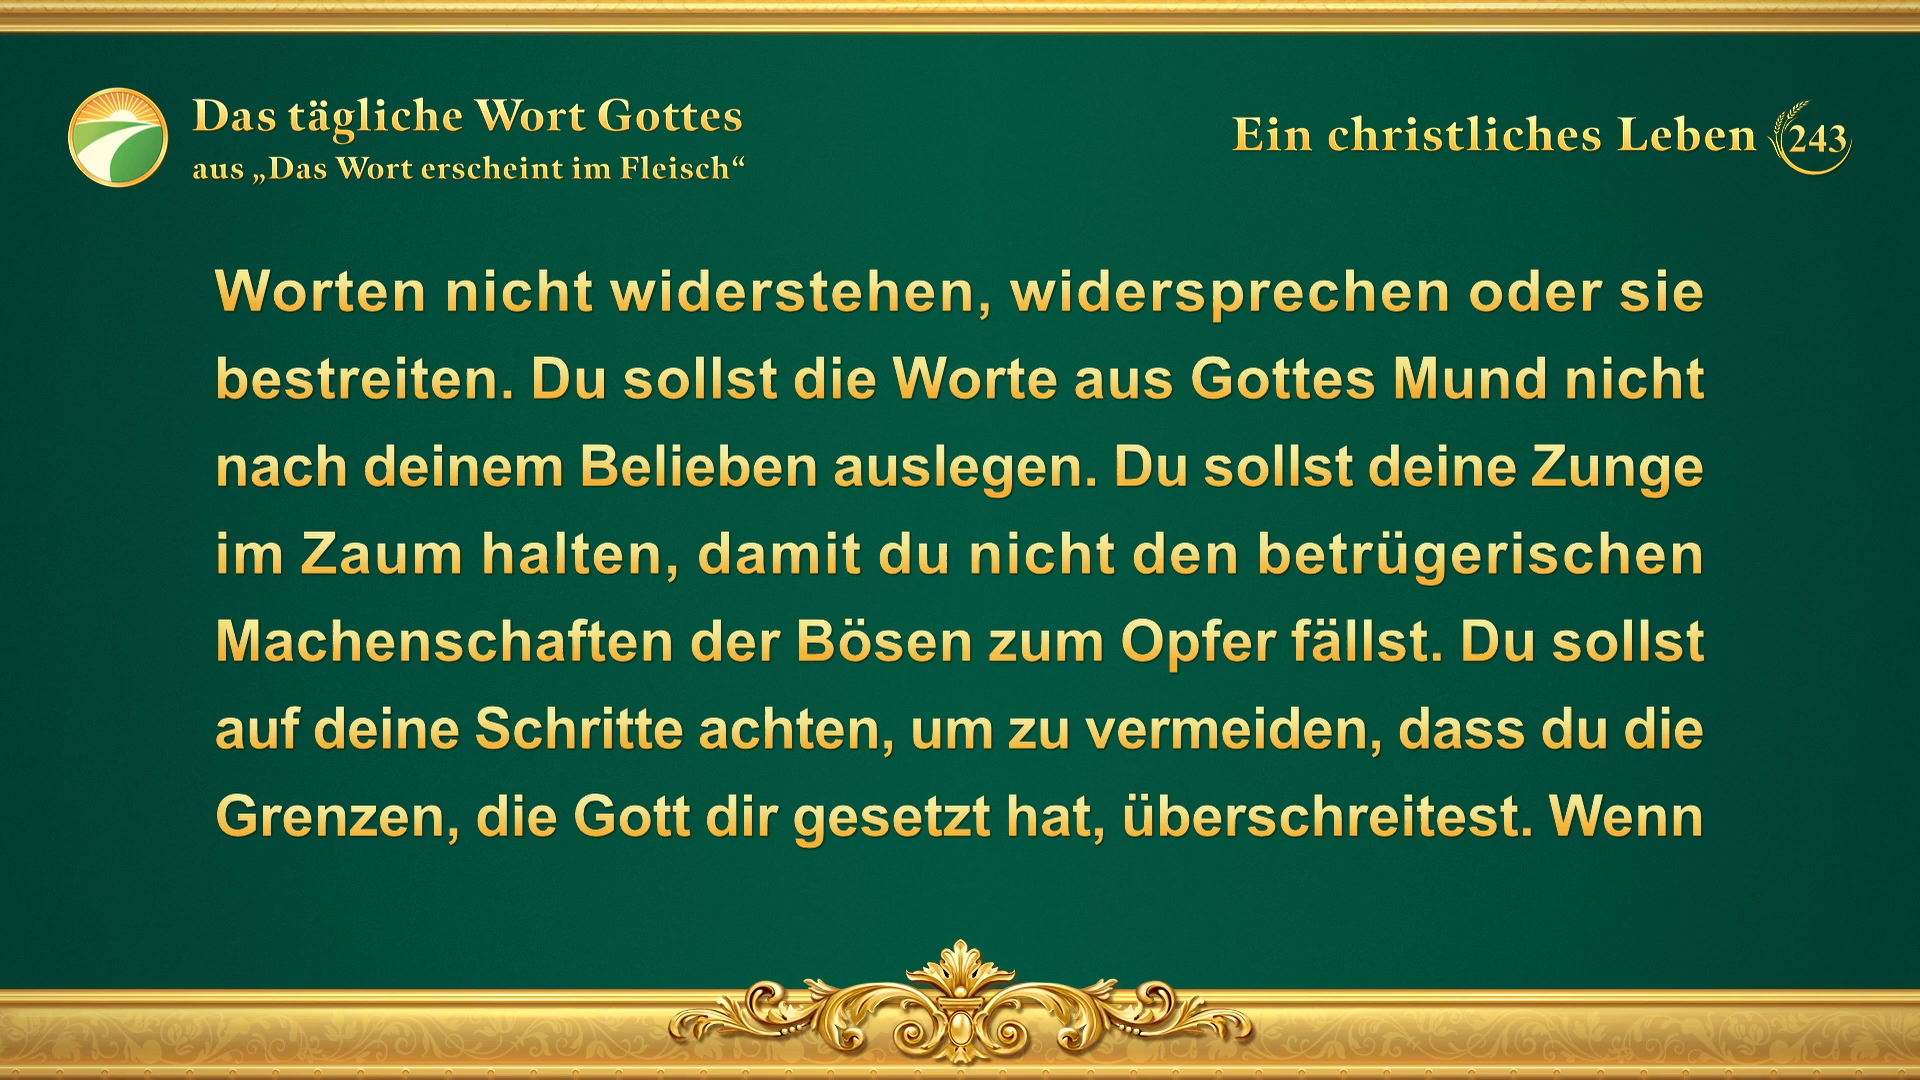 Das tägliche Wort Gottes
aus „Das Wort erscheint im Fleisch“
Ein christliches Leben 243
Worten nicht widerstehen, widersprechen oder sie
bestreiten. Du sollst die Worte aus Gottes Mund nicht
nach deinem Belieben auslegen. Du sollst deine Zunge
im Zaum halten, damit du nicht den betrügerischen
Machenschaften der Bösen zum Opfer fällst. Du sollst
auf deine Schritte achten, um zu vermeiden, dass du die
Grenzen, die Gott dir gesetzt hat, überschreitest. Wenn